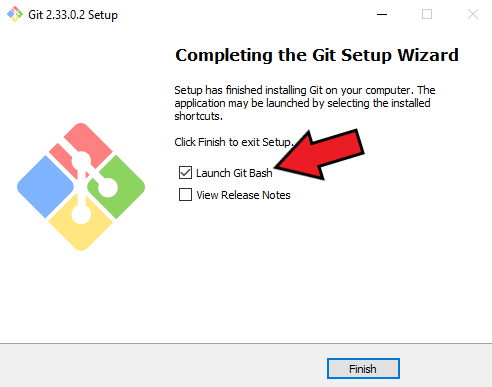 Git 2.33.0.2 Setup
Completing the Git Setup Wizard
Setup has finished installing Git on your computer. The
application may be launched by selecting the installed
shortcuts.
Click Finish to exit Setup.
Launch Git Bash
View Release Notes
Finish